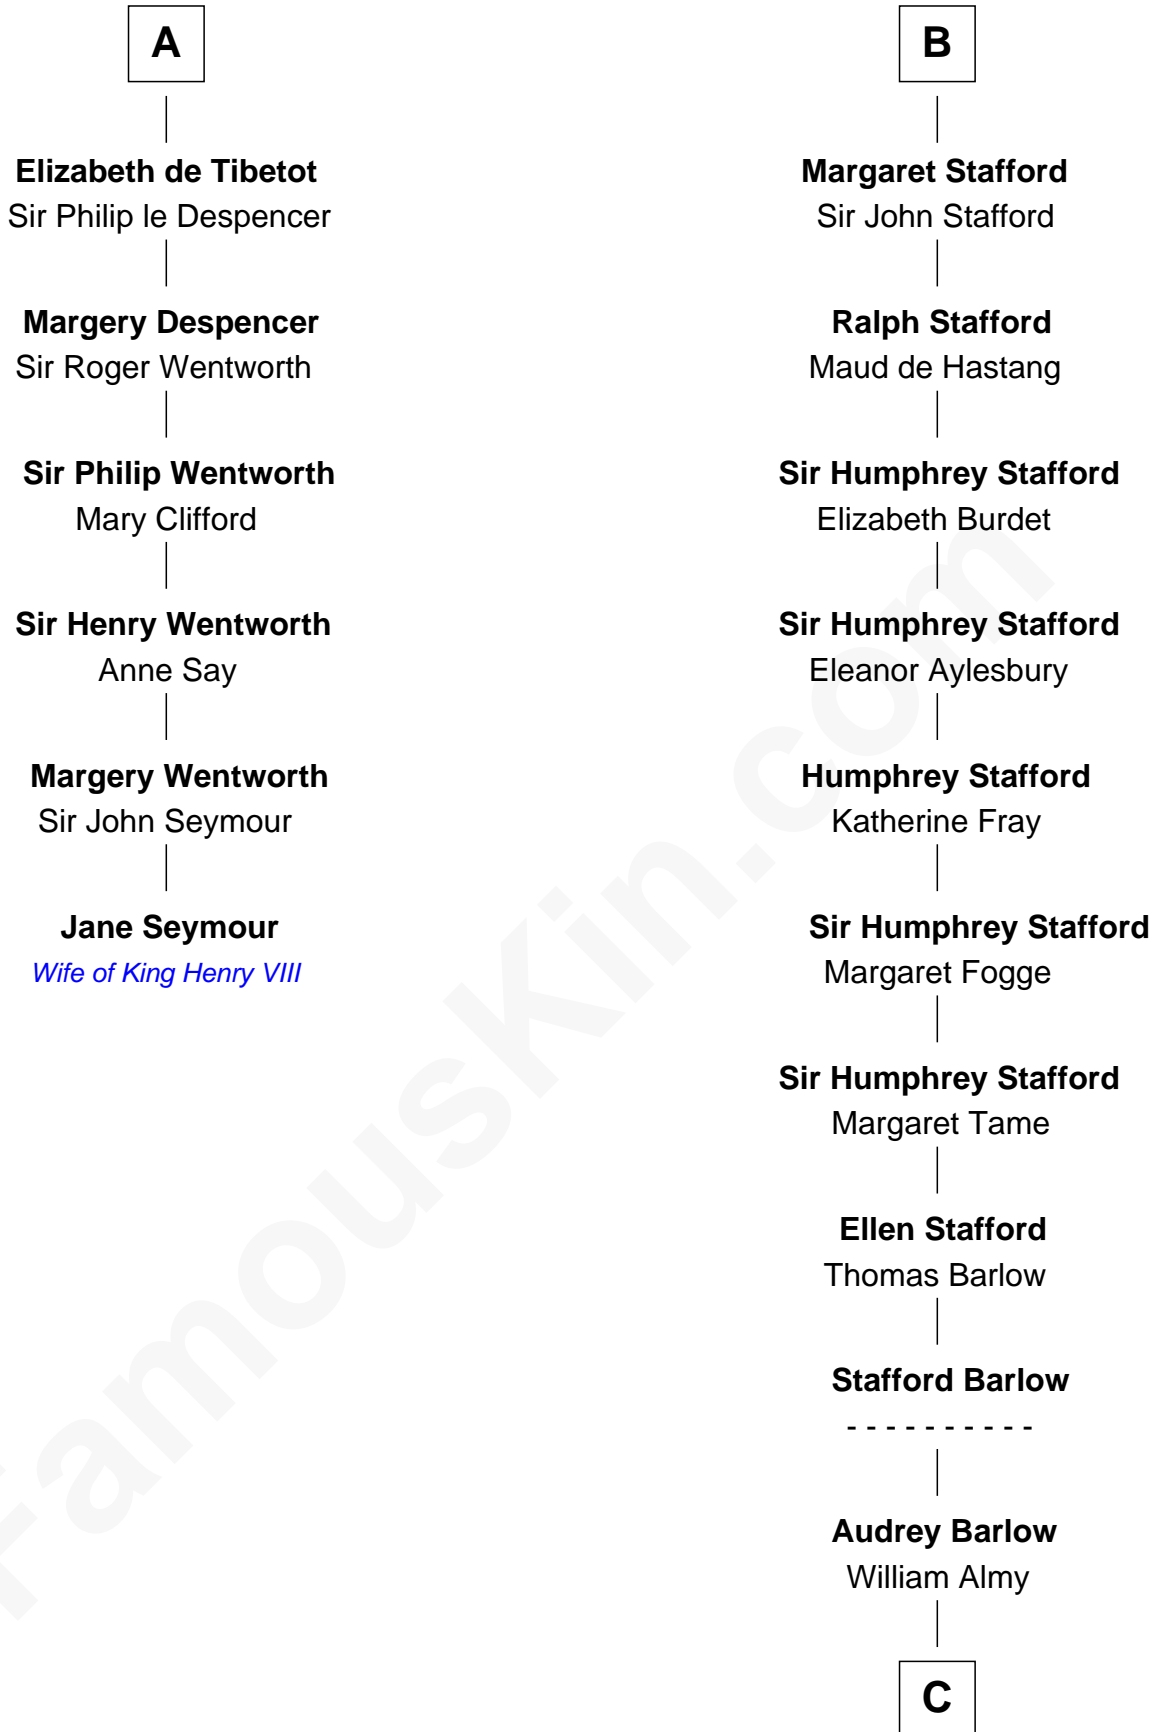 A
Elizabeth de Tibetot
Sir Philip le Despencer
Margery Despencer
Sir Roger Wentworth
Sir Philip Wentworth
Mary Clifford
Sir Henry Wentworth
Anne Say
Margery Wentworth
Sir John Seymour
Jane Seymour
Wife of King Henry VIII
B
Margaret Stafford
Sir John Stafford
Ralph Stafford
Maud de Hastang
Sir Humphrey Stafford
Elizabeth Burdet
Sir Humphrey Stafford
Eleanor Aylesbury
Humphrey Stafford
Katherine Fray
Sir Humphrey Stafford
Margaret Fogge
Sir Humphrey Stafford
Margaret Tame
Ellen Stafford
Thomas Barlow
Stafford Barlow
- - - - - - - - - -
Audrey Barlow
William Almy
C
FamousKin.com